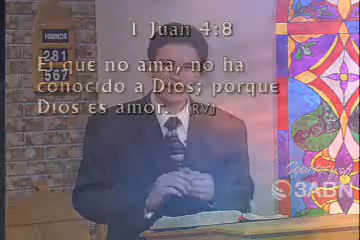 1 Juan 4:8
HIMNOS
281
567
El que no ama, no ha
conocido a Dios; porque
Dios es amor. (RV)
3ABN